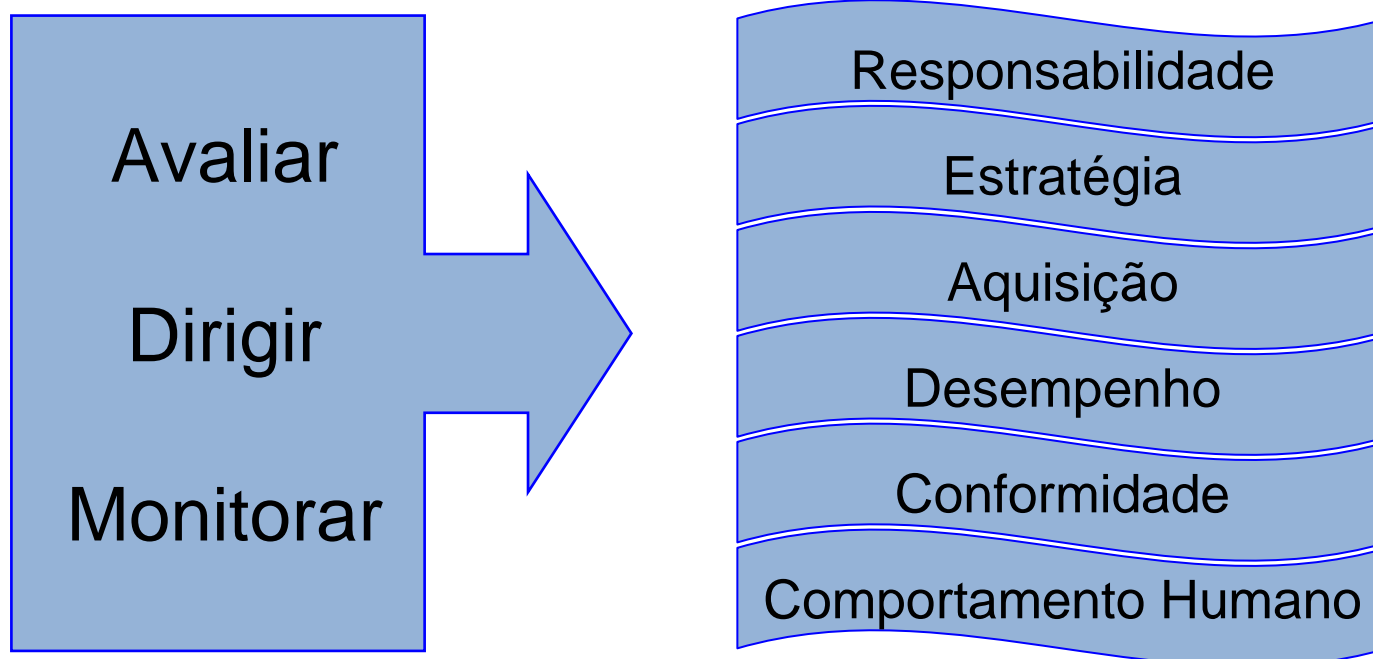 Avaliar
Dirigir
Monitorar
Responsabilidade
Estratégia
Aquisição
Desempenho
Conformidade
Comportamento Humano